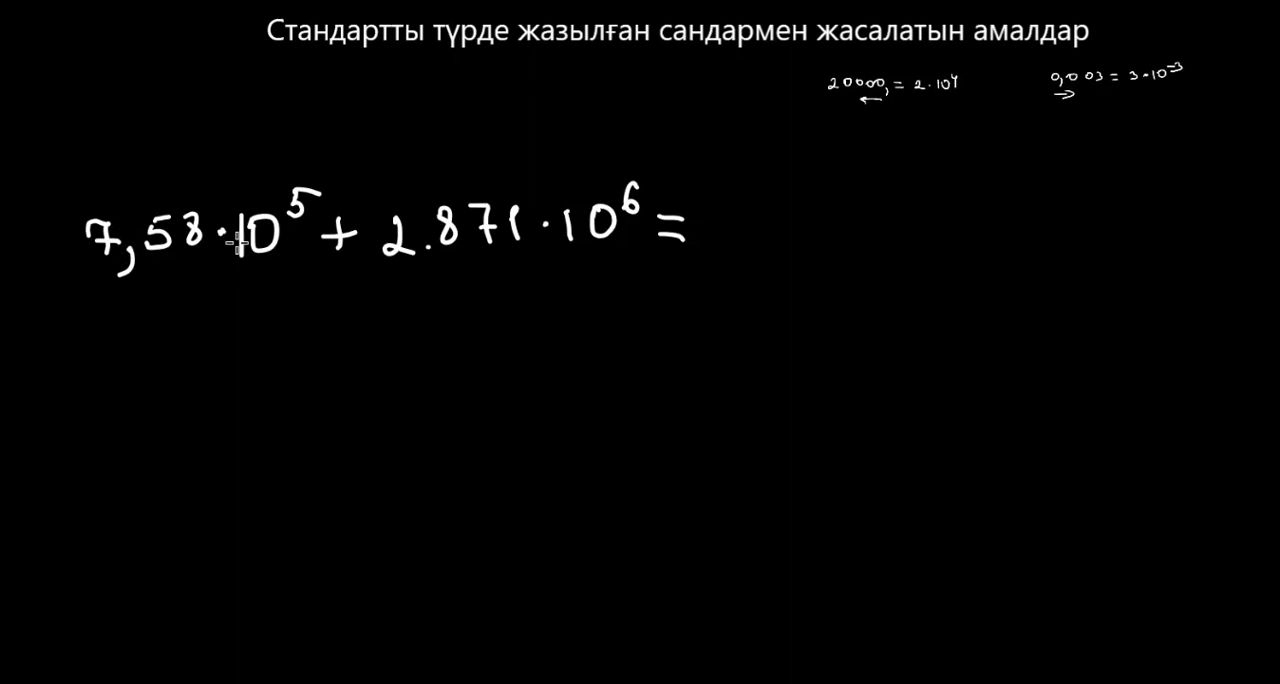 Стандартты түрде жазылған сандармен жасалатын амалдар
20000, = 2·10⁴ 0,003 = 3·10⁻³
7,58·10⁵ + 2.871·10⁶ =